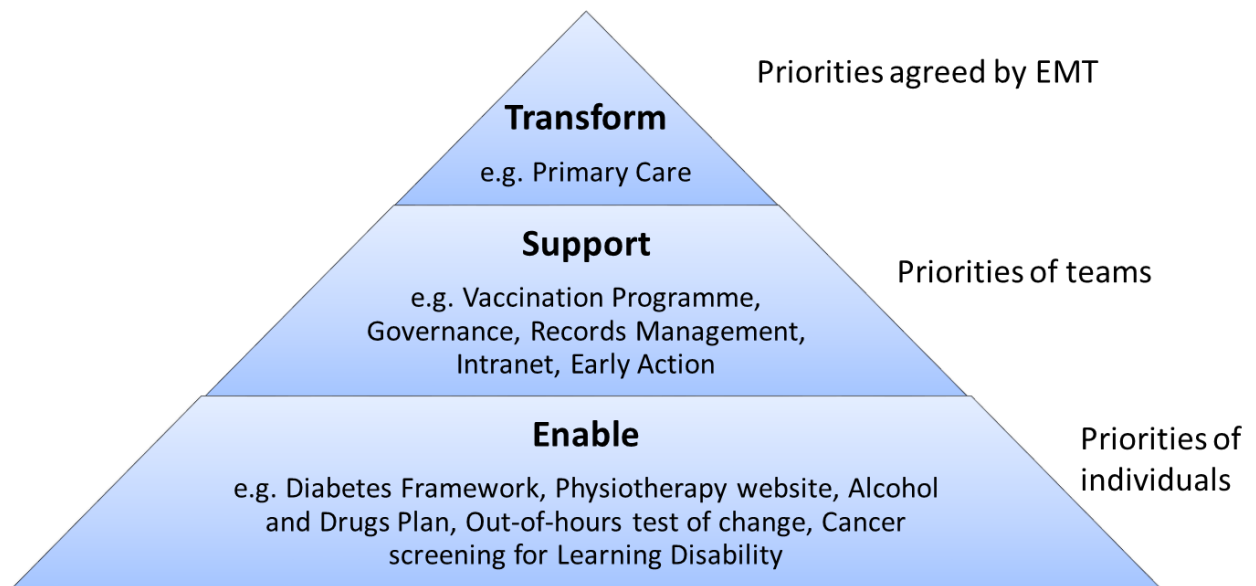 Priorities agreed by EMT
Transform
e.g. Primary Care
Support
Priorities of teams
e.g. Vaccination Programme,
Governance, Records Management,
Intranet, Early Action
Enable
Priorities of
individuals
e.g. Diabetes Framework, Physiotherapy website, Alcohol
and Drugs Plan, Out-of-hours test of change, Cancer
screening for Learning Disability